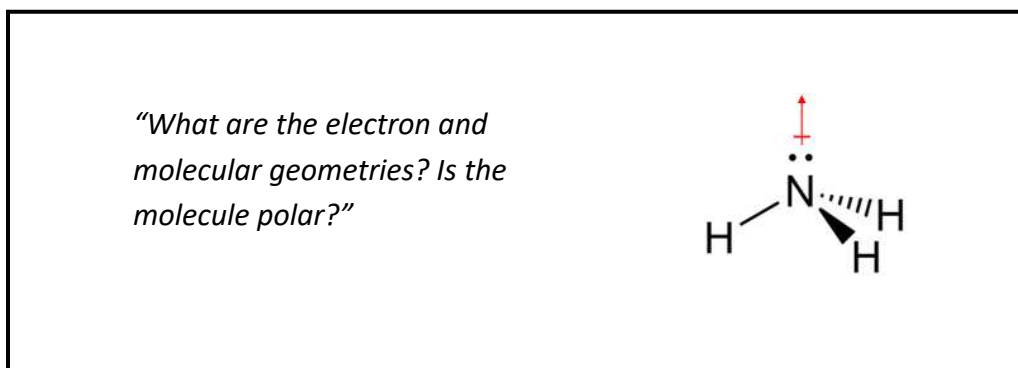 “What are the electron and
molecular geometries? Is the
molecule polar?”
N
H
H
H